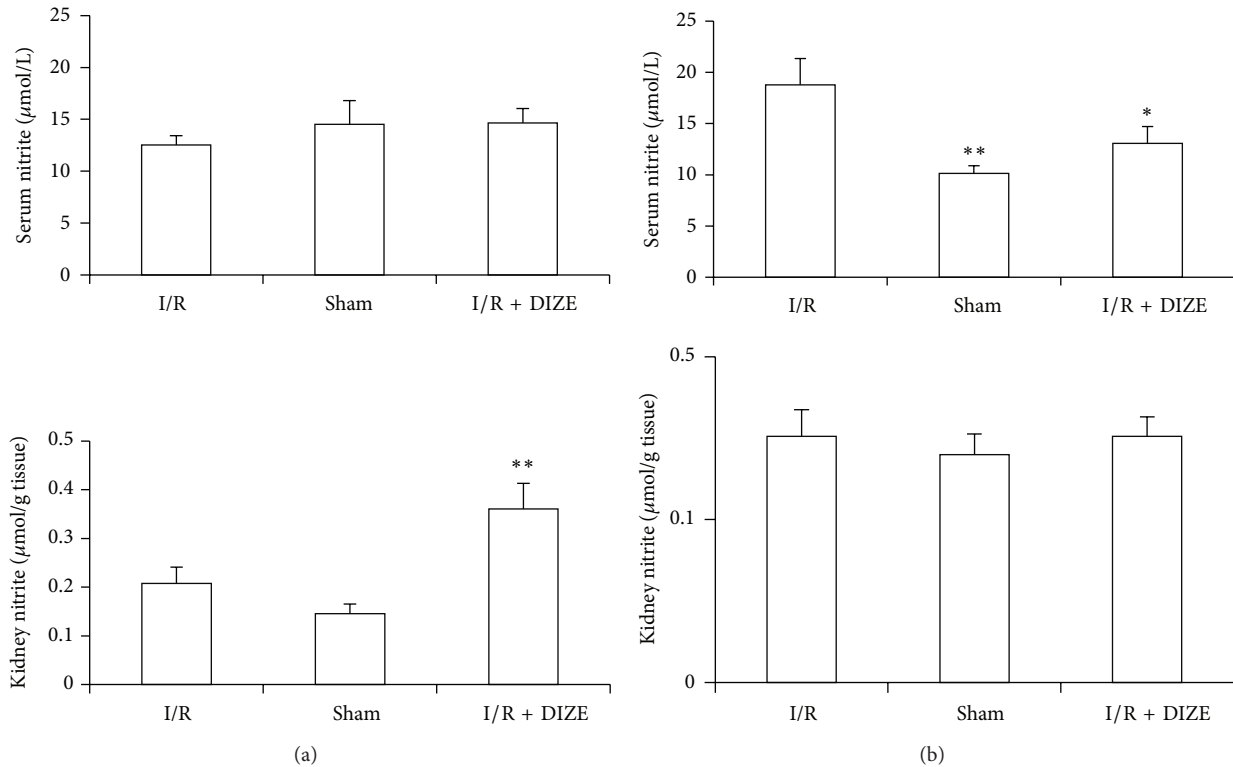 25
20
15
10
5
0
Serum nitrite (μmol/L)
I/R
Sham
I/R + DIZE
0.5
0.4
0.3
0.2
0.1
0
Kidney nitrite (μmol/g tissue)
**
I/R
Sham
I/R + DIZE
(a)
25
20
15
10
5
0
Serum nitrite (μmol/L)
**
*
I/R
Sham
I/R + DIZE
0.5
0.1
0
Kidney nitrite (μmol/g tissue)
I/R
Sham
I/R + DIZE
(b)